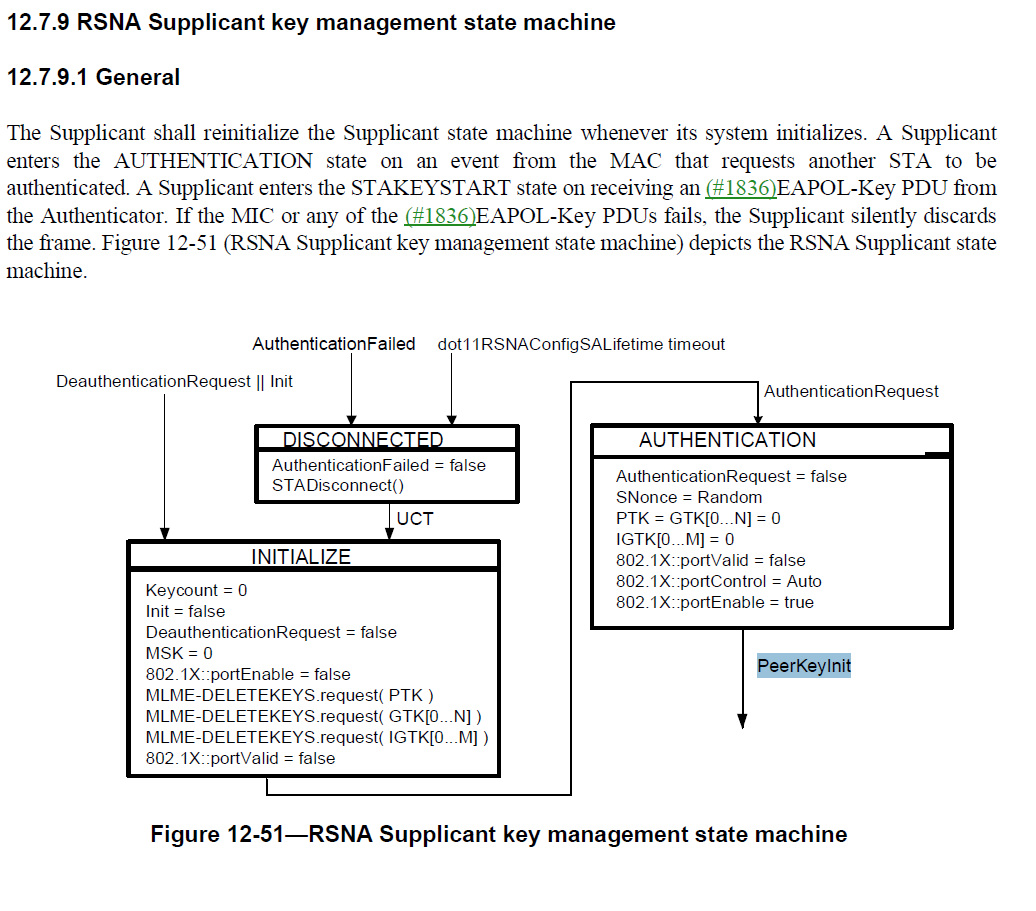 12.7.9 RSNA Supplicant key management state machine
12.7.9.1 General
The Supplicant shall reinitialize the Supplicant state machine whenever its system initializes. A Supplicant
enters the AUTHENTICATION state on an event from the MAC that requests another STA to be
authenticated. A Supplicant enters the STAKEYSTART state on receiving an (#1836)EAPOL-Key PDU from
the Authenticator. If the MIC or any of the (#1836)EAPOL-Key PDUs fails, the Supplicant silently discards
the frame. Figure 12-51 (RSNA Supplicant key management state machine) depicts the RSNA Supplicant state
machine.
AuthenticationFailed
dot11RSNAConfigSALifetime timeout
DeauthenticationRequest || Init
AuthenticationRequest
DISCONNECTED
AuthenticationFailed = false
STADisconnect()
UCT
INITIALIZE
Keycount = 0
Init = false
DeauthenticationRequest = false
MSK = 0
802.1X::portEnable = false
MLME-DELETEKEYS.request( PTK )
MLME-DELETEKEYS.request( GTK[0...N] )
MLME-DELETEKEYS.request( IGTK[0...M] )
802.1X::portValid = false
AUTHENTICATION
AuthenticationRequest = false
SNonce = Random
PTK = GTK[0...N] = 0
IGTK[0...M] = 0
802.1X::portValid = false
802.1X::portControl = Auto
802.1X::portEnable = true
PeerKeyInit
Figure 12-51—RSNA Supplicant key management state machine